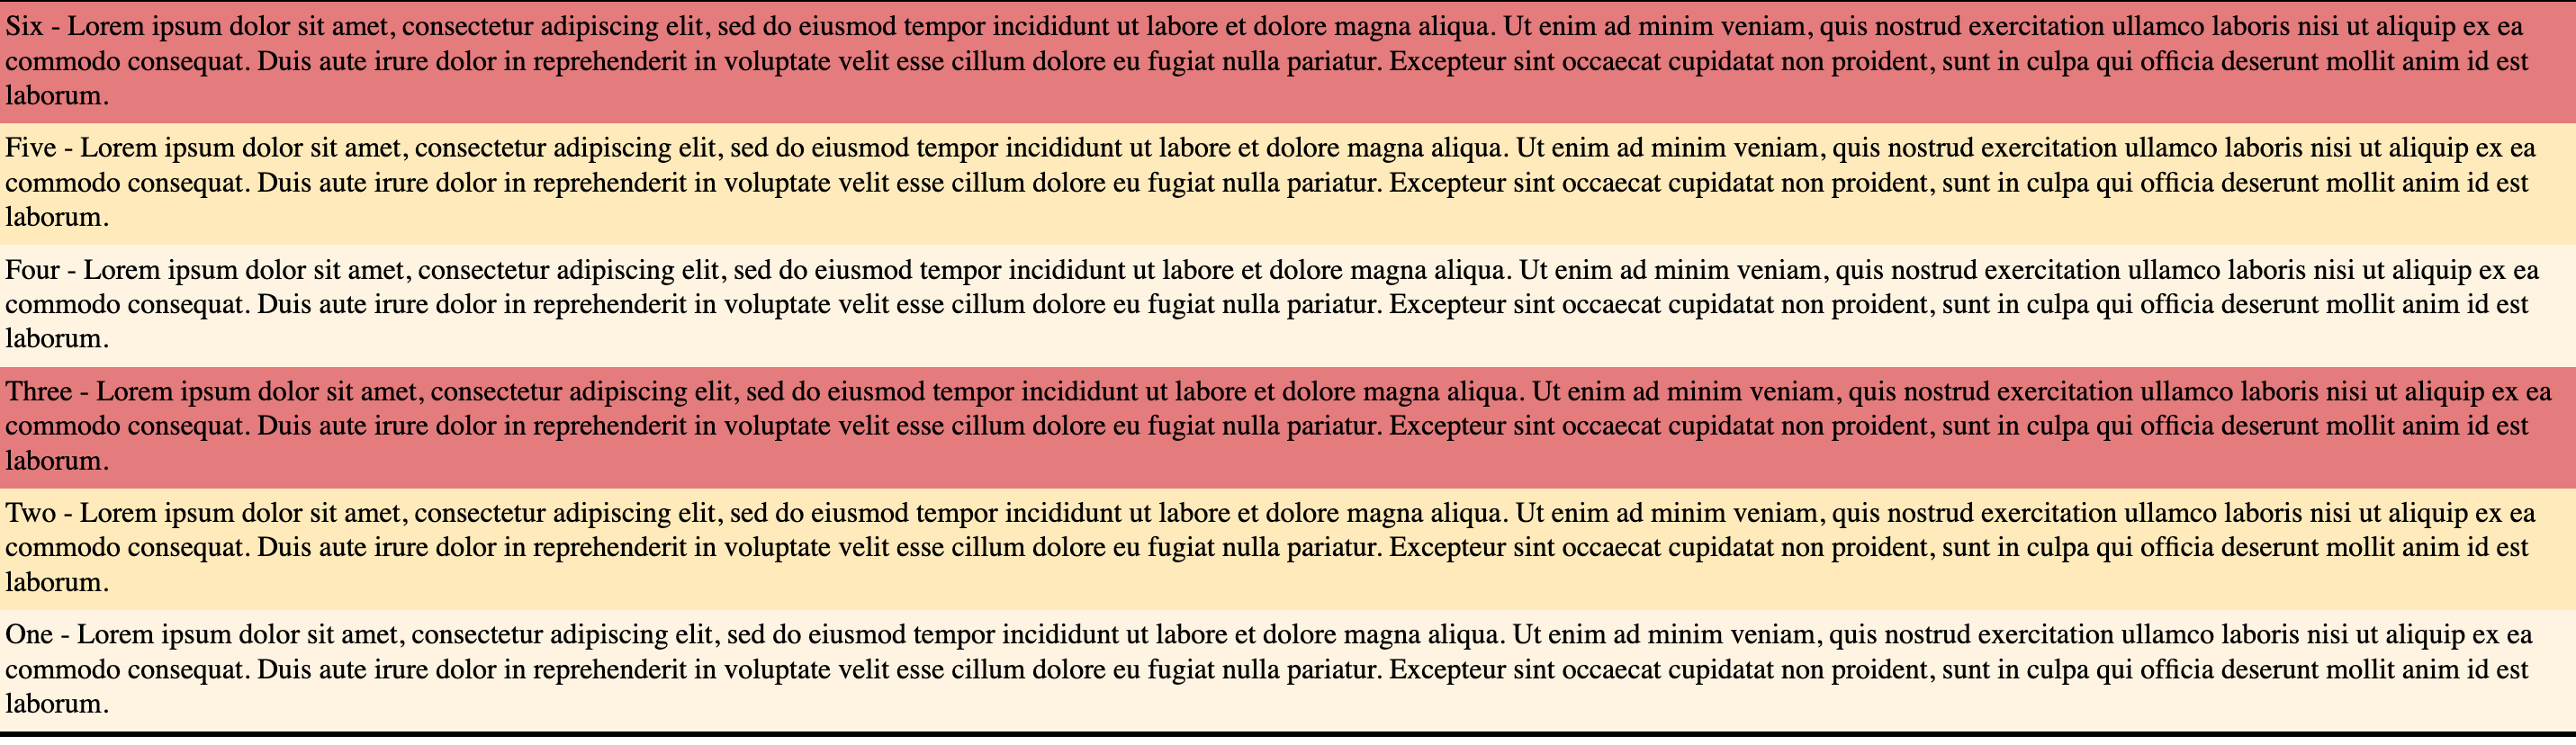 Six - Lorem ipsum dolor sit amet, consectetur adipiscing elit, sed do eiusmod tempor incididunt ut labore et dolore magna aliqua. Ut enim ad minim veniam, quis nostrud exercitation ullamco laboris nisi ut aliquip ex ea
commodo consequat. Duis aute irure dolor in reprehenderit in voluptate velit esse cillum dolore eu fugiat nulla pariatur. Excepteur sint occaecat cupidatat non proident, sunt in culpa qui officia deserunt mollit anim id est
laborum.
Five - Lorem ipsum dolor sit amet, consectetur adipiscing elit, sed do eiusmod tempor incididunt ut labore et dolore magna aliqua. Ut enim ad minim veniam, quis nostrud exercitation ullamco laboris nisi ut aliquip ex ea
commodo consequat. Duis aute irure dolor in reprehenderit in voluptate velit esse cillum dolore eu fugiat nulla pariatur. Excepteur sint occaecat cupidatat non proident, sunt in culpa qui officia deserunt mollit anim id est
laborum.
Four - Lorem ipsum dolor sit amet, consectetur adipiscing elit, sed do eiusmod tempor incididunt ut labore et dolore magna aliqua. Ut enim ad minim veniam, quis nostrud exercitation ullamco laboris nisi ut aliquip ex ea
commodo consequat. Duis aute irure dolor in reprehenderit in voluptate velit esse cillum dolore eu fugiat nulla pariatur. Excepteur sint occaecat cupidatat non proident, sunt in culpa qui officia deserunt mollit anim id est
laborum.
Three - Lorem ipsum dolor sit amet, consectetur adipiscing elit, sed do eiusmod tempor incididunt ut labore et dolore magna aliqua. Ut enim ad minim veniam, quis nostrud exercitation ullamco laboris nisi ut aliquip ex ea
commodo consequat. Duis aute irure dolor in reprehenderit in voluptate velit esse cillum dolore eu fugiat nulla pariatur. Excepteur sint occaecat cupidatat non proident, sunt in culpa qui officia deserunt mollit anim id est
laborum.
Two - Lorem ipsum dolor sit amet, consectetur adipiscing elit, sed do eiusmod tempor incididunt ut labore et dolore magna aliqua. Ut enim ad minim veniam, quis nostrud exercitation ullamco laboris nisi ut aliquip ex ea
commodo consequat. Duis aute irure dolor in reprehenderit in voluptate velit esse cillum dolore eu fugiat nulla pariatur. Excepteur sint occaecat cupidatat non proident, sunt in culpa qui officia deserunt mollit anim id est
laborum.
One - Lorem ipsum dolor sit amet, consectetur adipiscing elit, sed do eiusmod tempor incididunt ut labore et dolore magna aliqua. Ut enim ad minim veniam, quis nostrud exercitation ullamco laboris nisi ut aliquip ex ea
commodo consequat. Duis aute irure dolor in reprehenderit in voluptate velit esse cillum dolore eu fugiat nulla pariatur. Excepteur sint occaecat cupidatat non proident, sunt in culpa qui officia deserunt mollit anim id est
laborum.